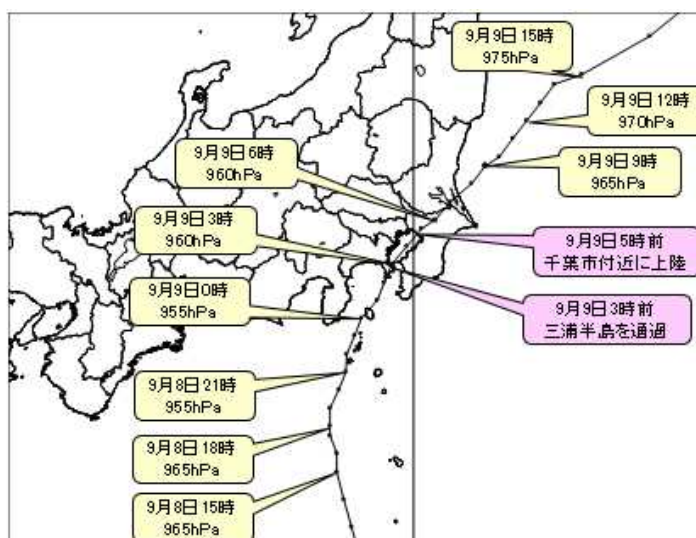 9月9日15時
975hPa
9月9日12時
970hPa
9月9日6時
960hPa
9月9日9時
965hPa
9月9日3時
960hPa
9月9日5時前
千葉市付近に上陸
9月9日0時
955hPa
9月9日3時前
三浦半島を通過
9月8日21時
955hPa
9月8日18時
965hPa
9月8日15時
965hPa